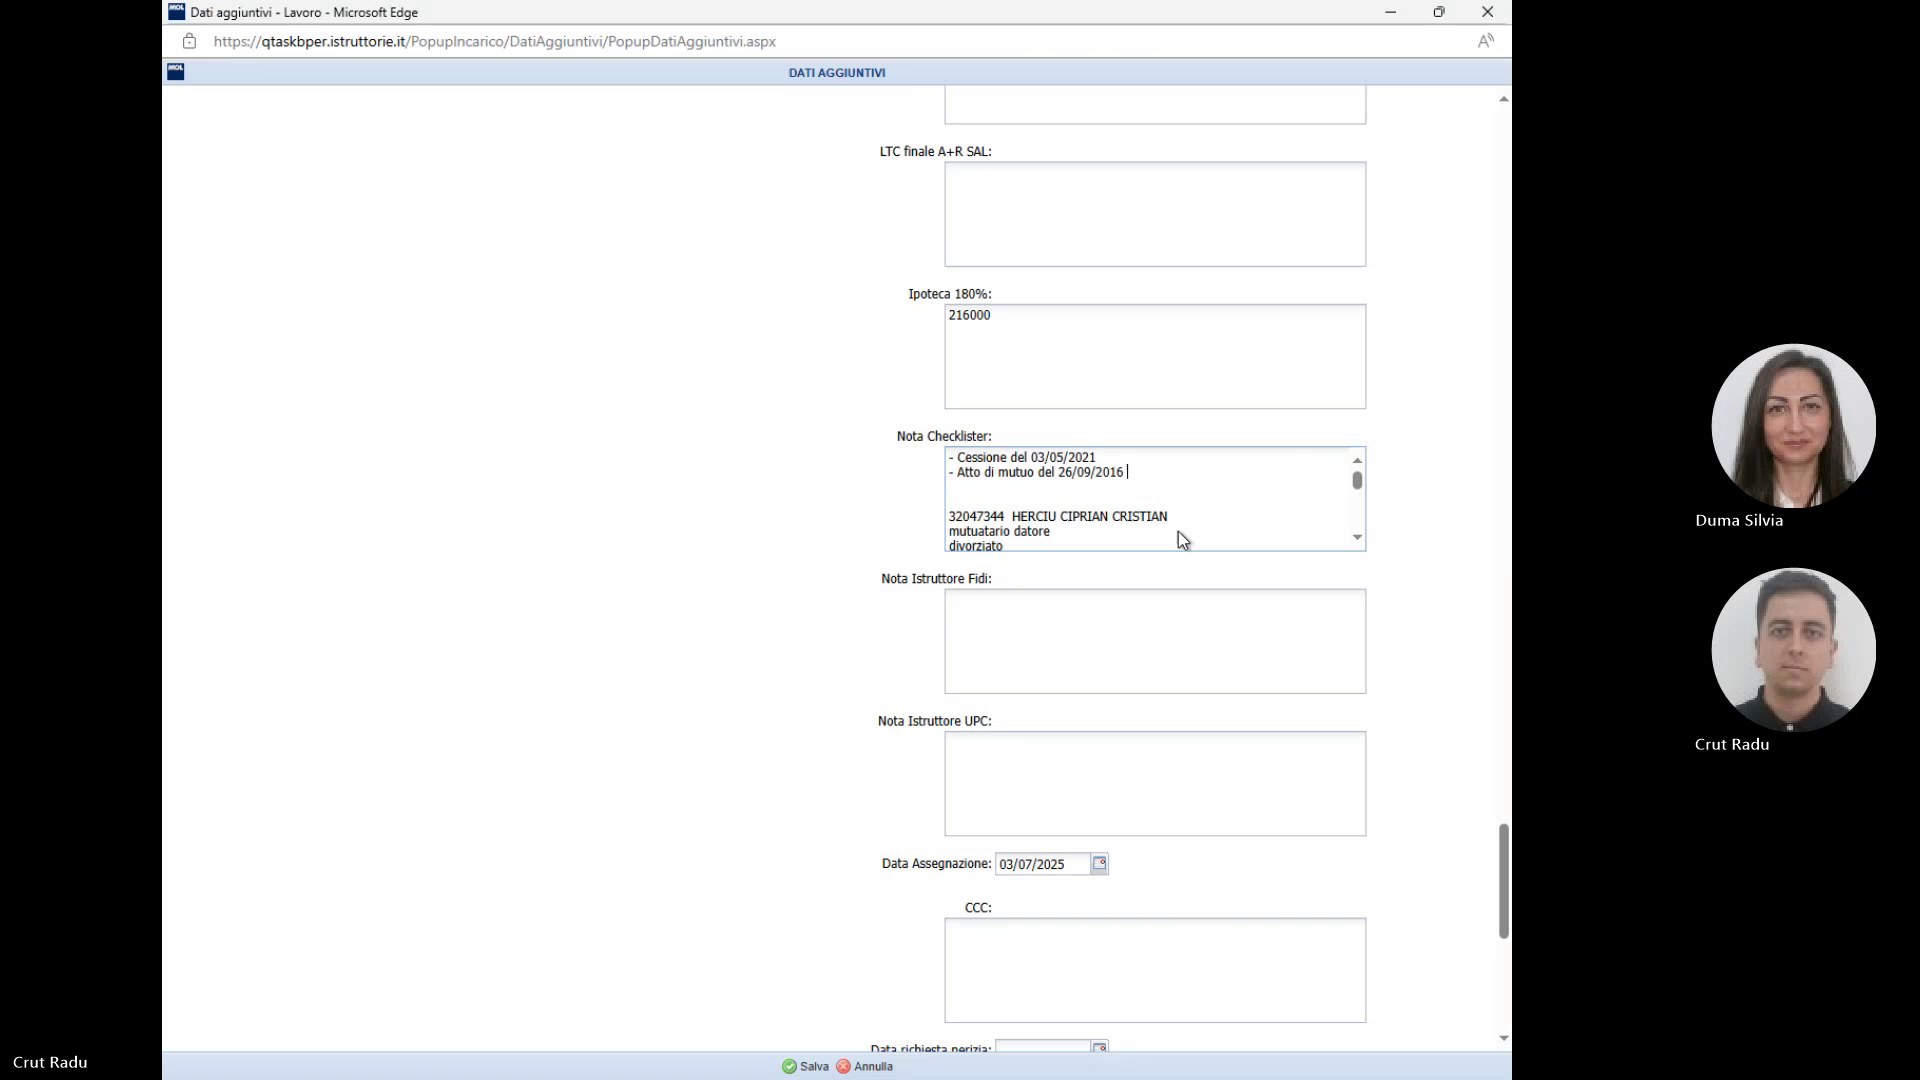 MOL Dati aggiuntivi - Lavoro - Microsoft Edge
https://qtaskbper.istruttorie.it/PopupIncarico/DatiAggiuntivi/PopupDatiAggiuntivi.aspx
MOL DATI AGGIUNTIVI
LTC finale A+R SAL:
Ipoteca 180%:
216000
Nota Checklister:
- Cessione del 03/05/2021
- Atto di mutuo del 26/09/2016
32047344 HERCIU CIPRIAN CRISTIAN
mutuatario datore
divorziato
Nota Istruttore Fidi:
Nota Istruttore UPC:
Data Assegnazione: 03/07/2025
CCC:
Data richiesta perizia:
Salva Annulla
Duma Silvia
Crut Radu
Crut Radu